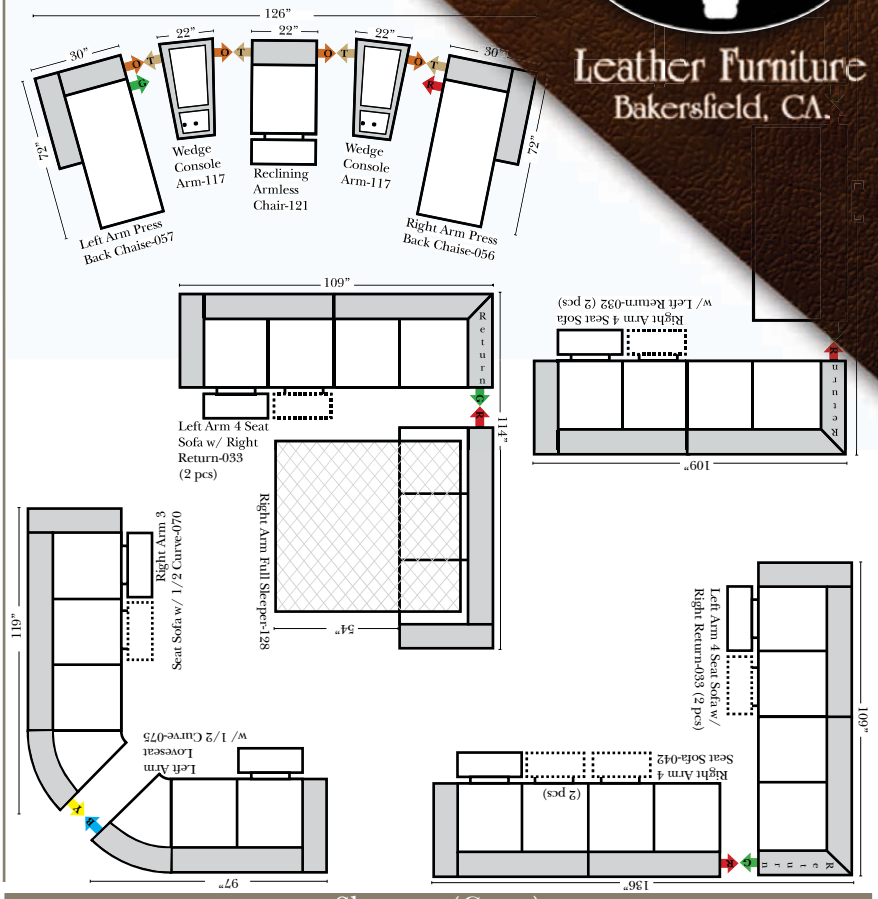 126”
Leather Furniture
Bakersfield, CA.
30”
22”
22”
22”
30”
O
T
O
T
O
T
O
T
G
R
72”
72”
Wedge
Console
Arm-117
Reclining
Armless
Chair-121
Wedge
Console
Arm-117
Left Arm Press
Back Chaise-057
Right Arm Press
Back Chaise-056
109”
Return
G
R
114”
Left Arm 4 Seat
Sofa w/ Right
Return-033
(2 pcs)
Right Arm Full Sleeper-128
54”
Right Arm 4 Seat Sofa
w/ Left Return-032 (2 pcs)
R
Return
109”
119”
Right Arm 3
Seat Sofa w/ 1/2 Curve-070
Y
B
Left Arm
Loveseat
w/ 1/2 Curve-075
97”
Left Arm 4 Seat Sofa w/
Right Return-033 (2 pcs)
109”
Return
G
R
Right Arm 4
Seat Sofa-042
(2 pcs)
136”